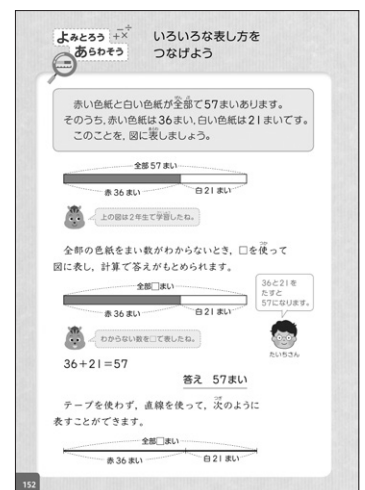 よみとろう
あらわそう
いろいろな表し方を
つなげよう
赤い色紙と白い色紙が全部で57まいあります。
そのうち,赤い色紙は36まい,白い色紙は21まいです。
このことを,図に表しましょう。
全部57まい
赤36まい
白21まい
上の図は2年生で学習したね。
全部の色紙をまい数がわからないとき,□を使って
図に表し,計算で答えがもとめられます。
全部□まい
赤36まい
白21まい
36と21を
たすと
57になります。
わからない数を□で表したね。
たいちさん
36+21=57
答え 57まい
テープを使わず,直線を使って,次のように
表すことができます。
全部□まい
赤36まい
白21まい
152